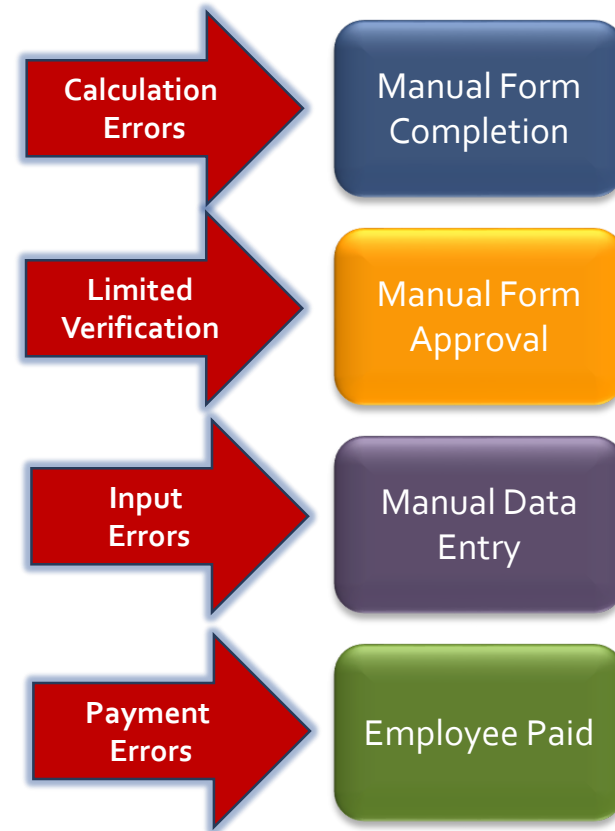 Calculation
Errors
Manual Form
Completion
Limited
Verification
Manual Form
Approval
Input
Errors
Manual Data
Entry
Payment
Errors
Employee Paid